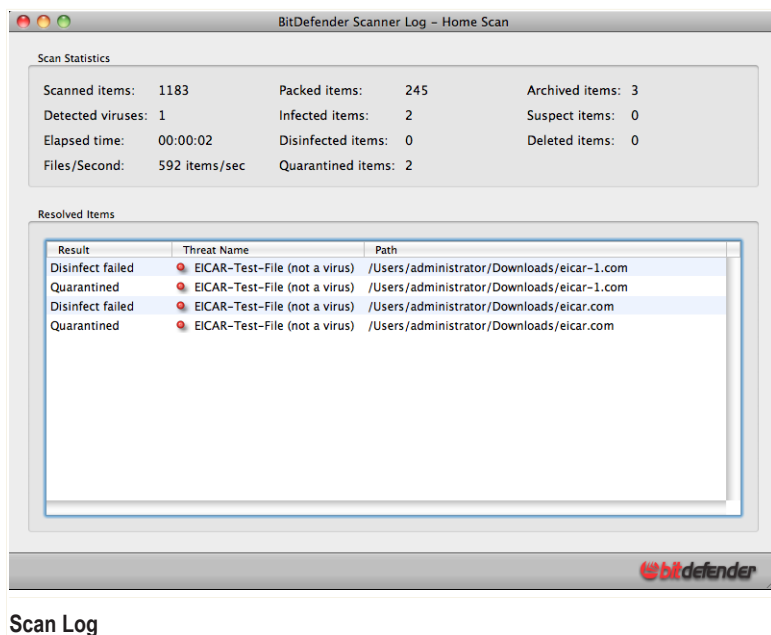 BitDefender Scanner Log – Home Scan
Scan Statistics
Scanned items: 1183 Packed items: 245 Archived items: 3
Detected viruses: 1 Infected items: 2 Suspect items: 0
Elapsed time: 00:00:02 Disinfected items: 0 Deleted items: 0
Files/Second: 592 items/sec Quarantined items: 2
Resolved Items
Result Threat Name Path
Disinfect failed EICAR-Test-File (not a virus) /Users/administrator/Downloads/eicar-1.com
Quarantined EICAR-Test-File (not a virus) /Users/administrator/Downloads/eicar-1.com
Disinfect failed EICAR-Test-File (not a virus) /Users/administrator/Downloads/eicar.com
Quarantined EICAR-Test-File (not a virus) /Users/administrator/Downloads/eicar.com
bitdefender
Scan Log